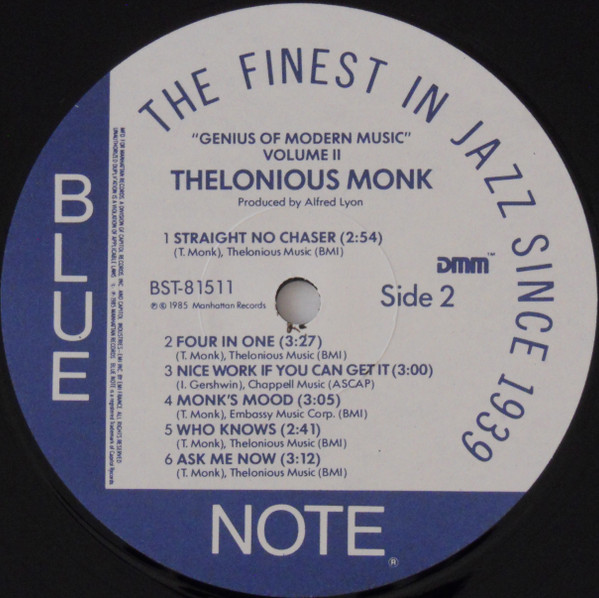 THE FINEST IN JAZZ SINCE 1939
"GENIUS OF MODERN MUSIC"
VOLUME II
THELONIOUS MONK
Produced by Alfred Lyon
1 STRAIGHT NO CHASER (2:54)
(T. Monk), Thelonious Music (BMI)
DMM™
BST-81511
Side 2
℗© 1985 Manhattan Records
2 FOUR IN ONE (3:27)
(T. Monk), Thelonious Music (BMI)
3 NICE WORK IF YOU CAN GET IT (3:00)
(I. Gershwin), Chappell Music (ASCAP)
4 MONK'S MOOD (3:05)
(T. Monk), Embassy Music Corp. (BMI)
5 WHO KNOWS (2:41)
(T. Monk), Thelonious Music (BMI)
6 ASK ME NOW (3:12)
(T. Monk), Thelonious Music (BMI)
BLUE
NOTE®